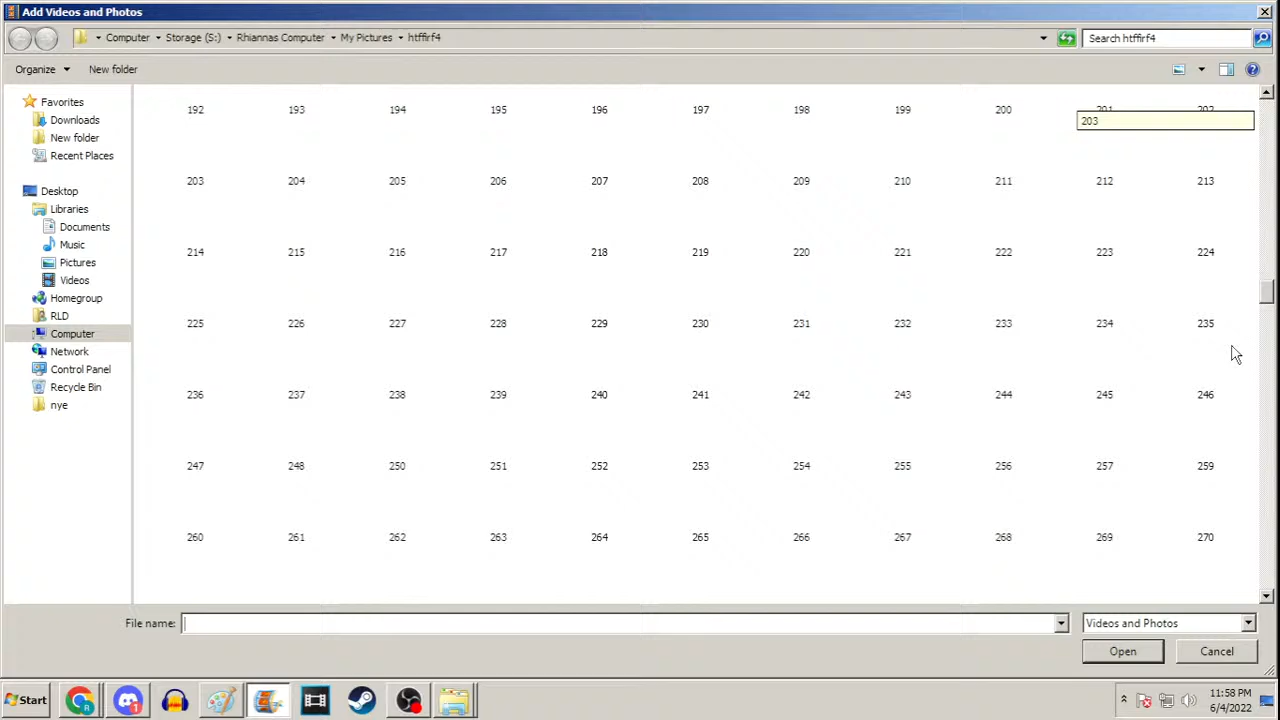 Add Videos and Photos
Computer Storage (S:) Rhiannas Computer My Pictures htffirf4 Search htffirf4
Organize New folder
Favorites
Downloads
New folder
Recent Places
Desktop
Libraries
Documents
Music
Pictures
Videos
Homegroup
RLD
Computer
Network
Control Panel
Recycle Bin
nye
192 193 194 195 196 197 198 199 200 201 202
203
203 204 205 206 207 208 209 210 211 212 213
214 215 216 217 218 219 220 221 222 223 224
225 226 227 228 229 230 231 232 233 234 235
236 237 238 239 240 241 242 243 244 245 246
247 248 250 251 252 253 254 255 256 257 259
260 261 262 263 264 265 266 267 268 269 270
File name: Videos and Photos
Open Cancel
Start 11:58 PM
6/4/2022